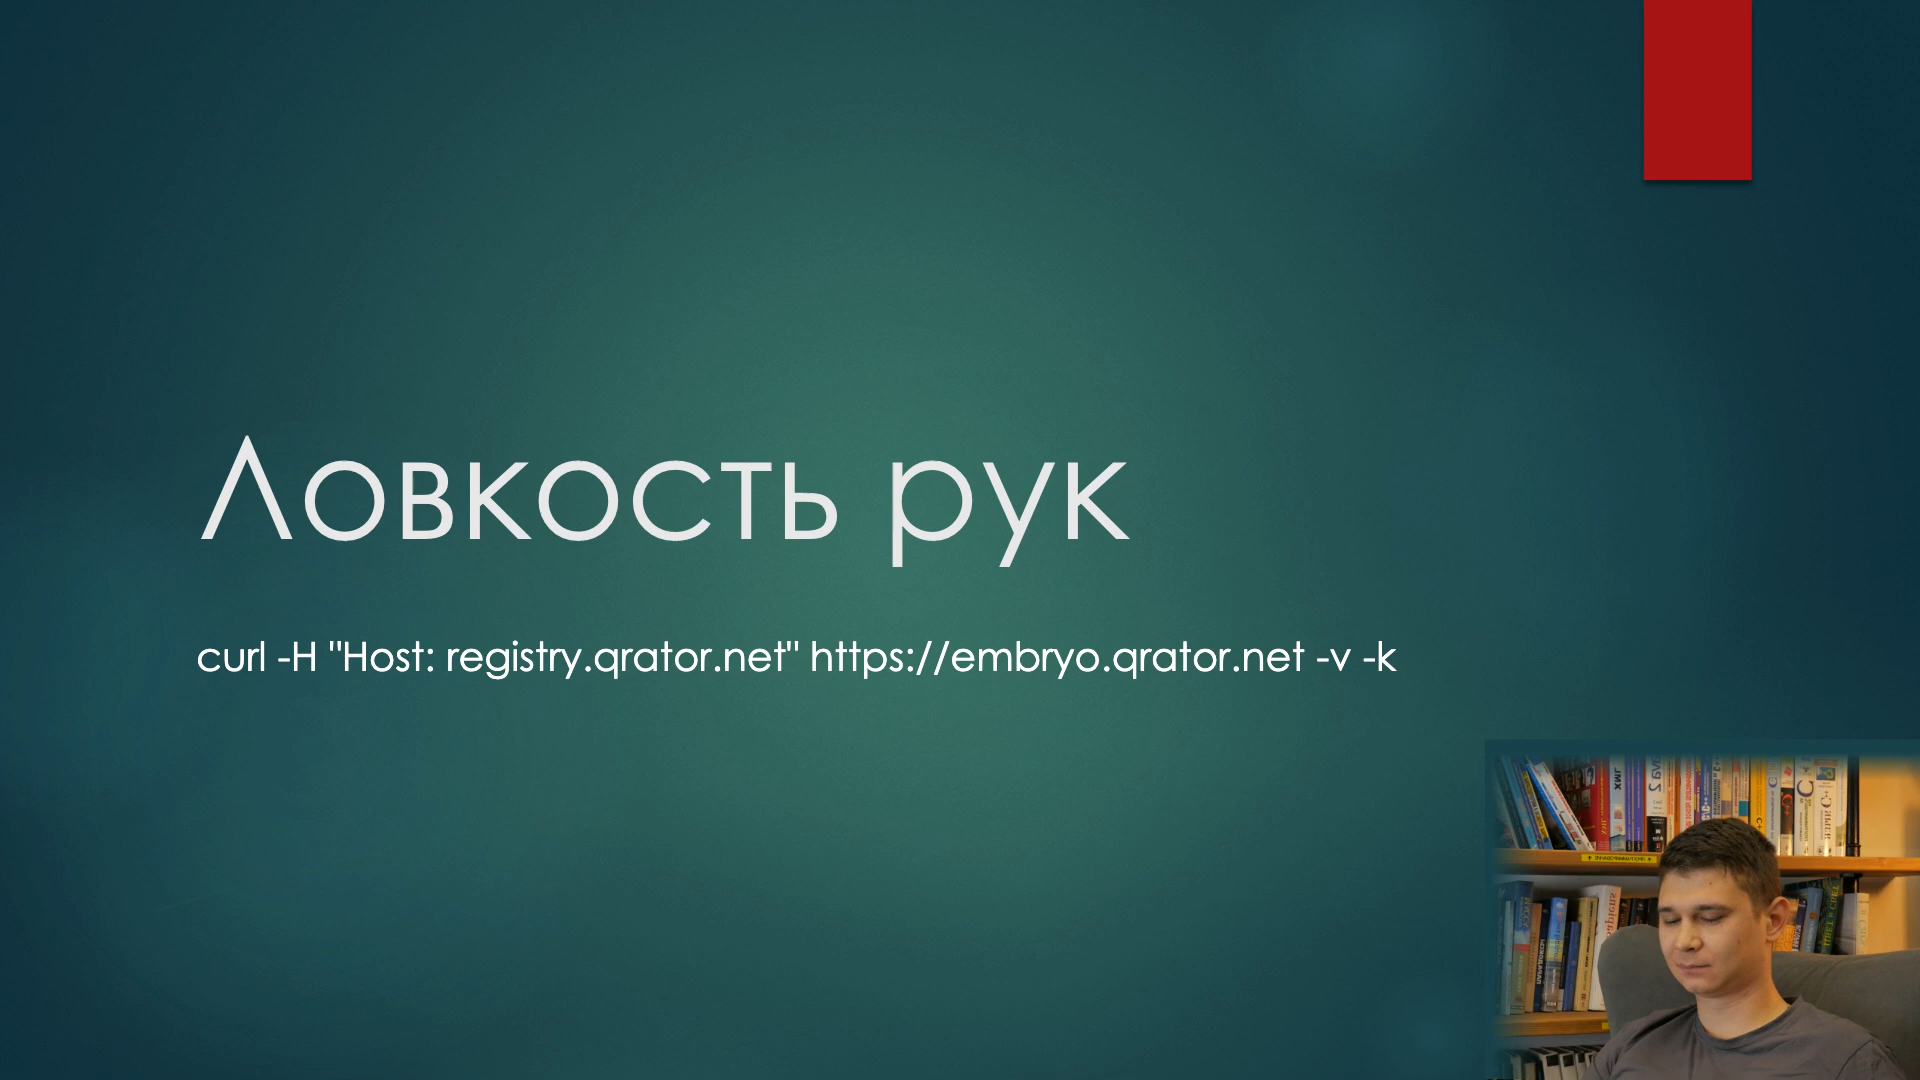 Ловкость рук
curl -H "Host: registry.qrator.net" https://embryo.qrator.net -v -k